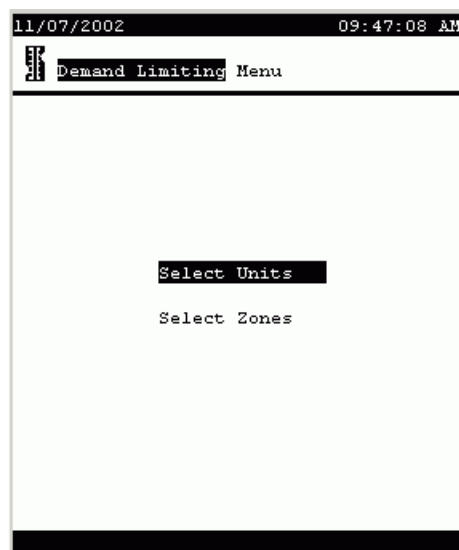 11/07/2002 09:47:08 AM
Demand Limiting Menu
Select Units
Select Zones